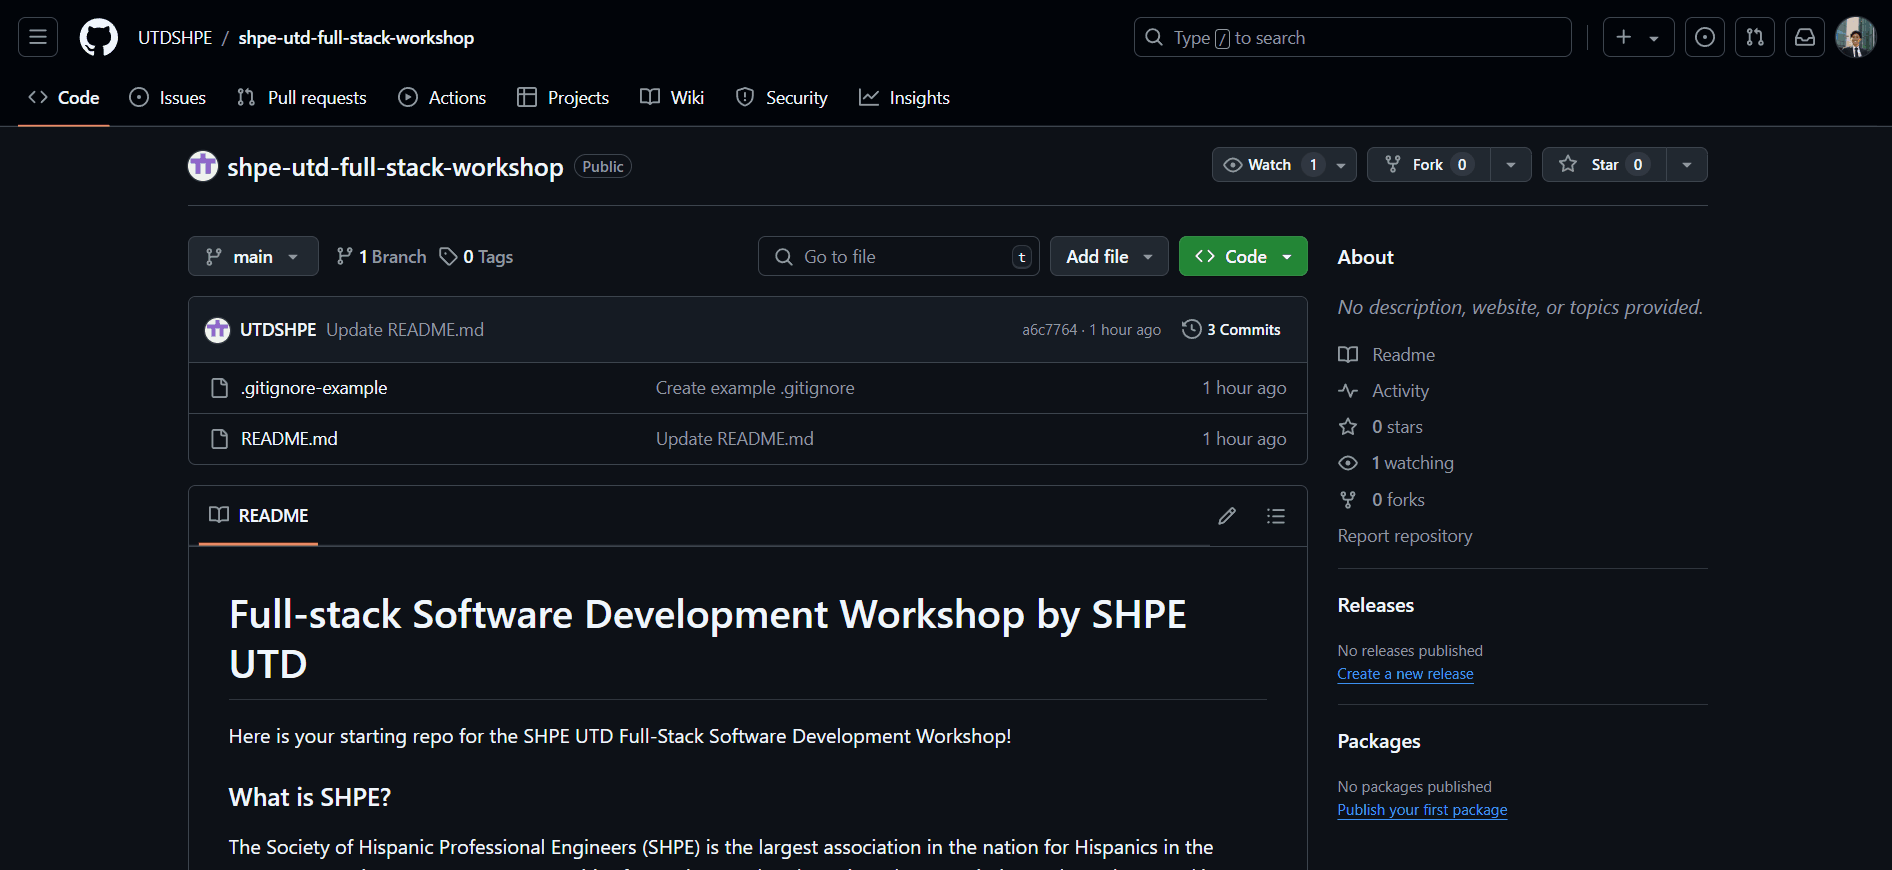 UTDSHPE / shpe-utd-full-stack-workshop
Type / to search
Code Issues Pull requests Actions Projects Wiki Security Insights
shpe-utd-full-stack-workshop Public
Watch 1 Fork 0 Star 0
main 1 Branch 0 Tags
Go to file t Add file Code
UTDSHPE Update README.md a6c7764 · 1 hour ago 3 Commits
.gitignore-example Create example .gitignore 1 hour ago
README.md Update README.md 1 hour ago
README
Full-stack Software Development Workshop by SHPE
UTD
Here is your starting repo for the SHPE UTD Full-Stack Software Development Workshop!
What is SHPE?
The Society of Hispanic Professional Engineers (SHPE) is the largest association in the nation for Hispanics in the
About
No description, website, or topics provided.
Readme
Activity
0 stars
1 watching
0 forks
Report repository
Releases
No releases published
Create a new release
Packages
No packages published
Publish your first package